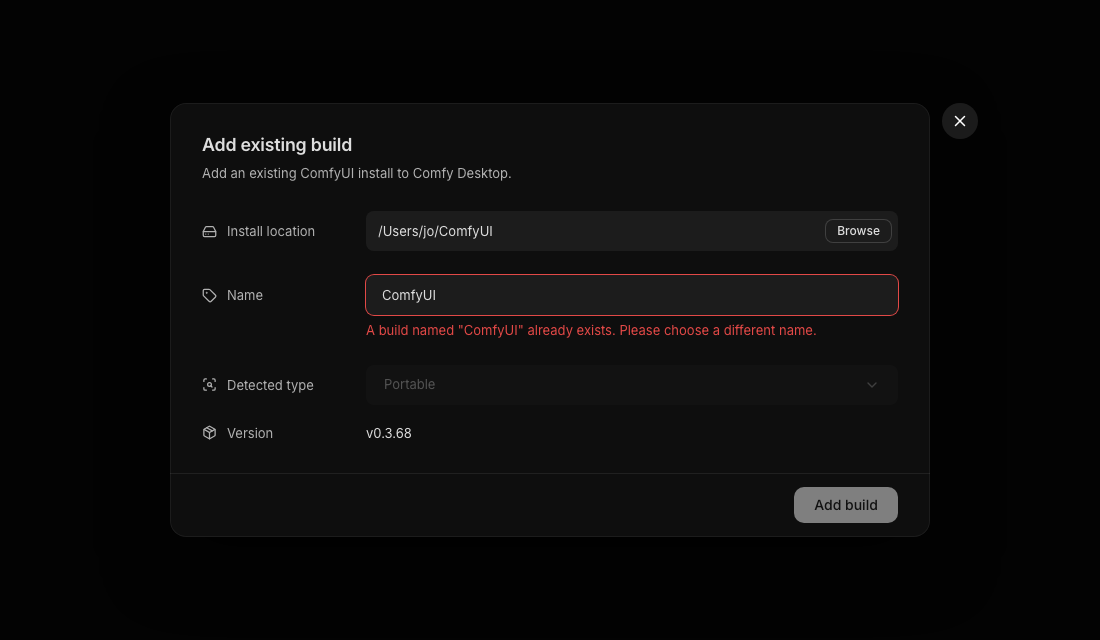 Add existing build
Add an existing ComfyUI install to Comfy Desktop.
Install location
/Users/jo/ComfyUI
Browse
Name
ComfyUI
A build named "ComfyUI" already exists. Please choose a different name.
Detected type
Portable
Version
v0.3.68
Add build